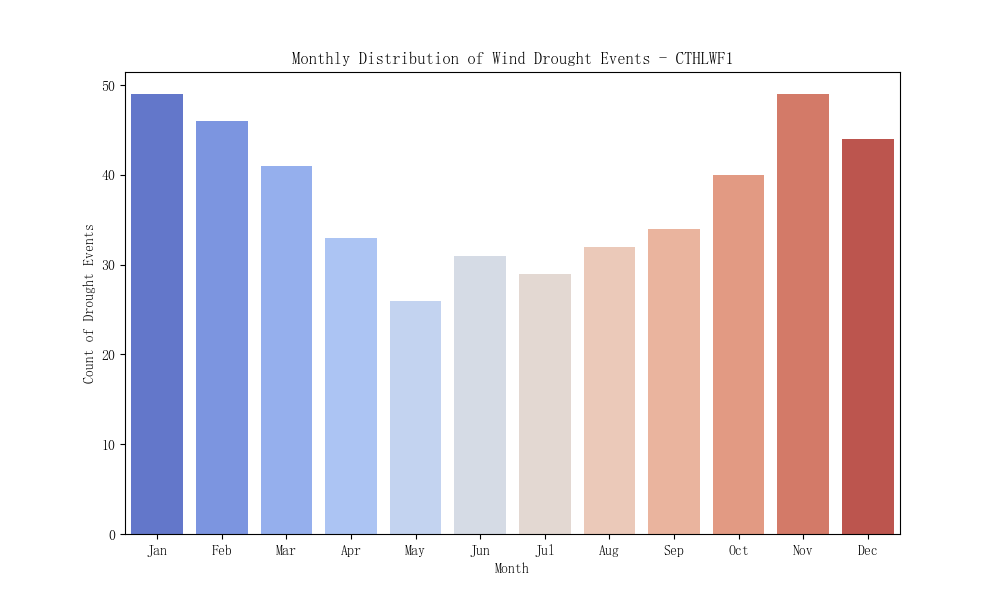 Monthly Distribution of Wind Drought Events - CTHLWF1
50
40
30
20
10
0
Count of Drought Events
Jan Feb Mar Apr May Jun Jul Aug Sep Oct Nov Dec
Month